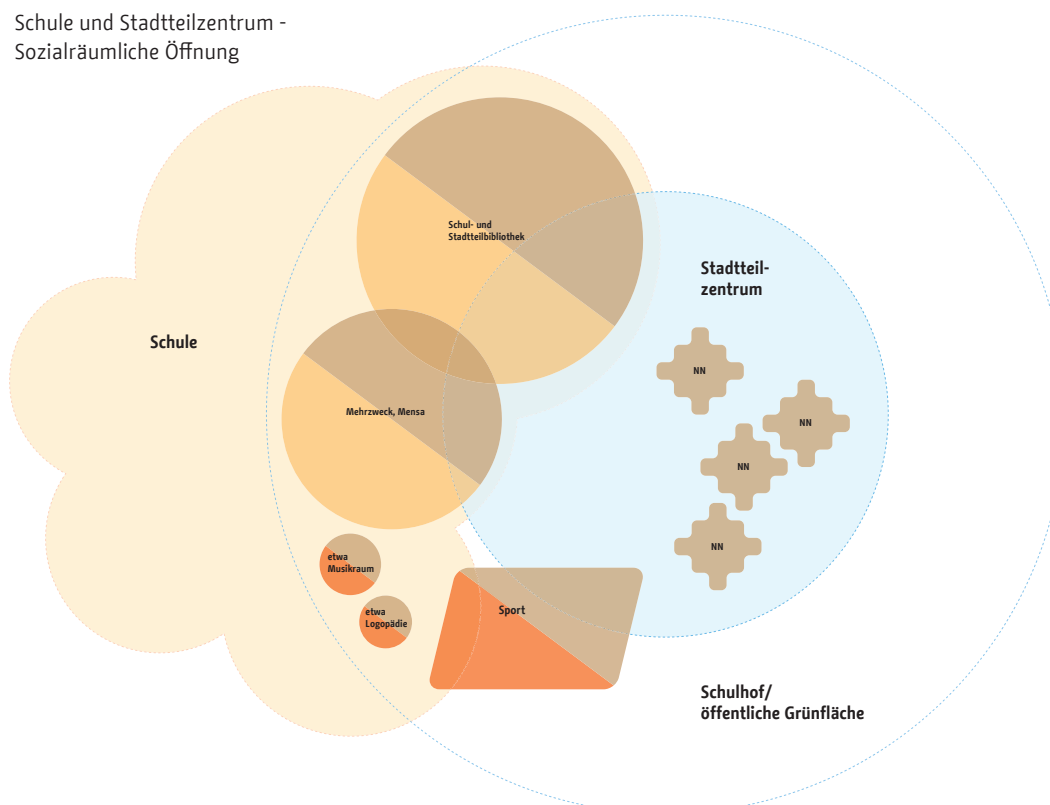 Schule und Stadtteilzentrum -
Sozialräumliche Öffnung
Schul- und
Stadtteilbibliothek
Stadtteil-
zentrum
Schule
NN
Mehrzweck, Mensa
NN
NN
NN
etwa
Musikraum
etwa
Logopädie
Sport
Schulhof/
öffentliche Grünfläche